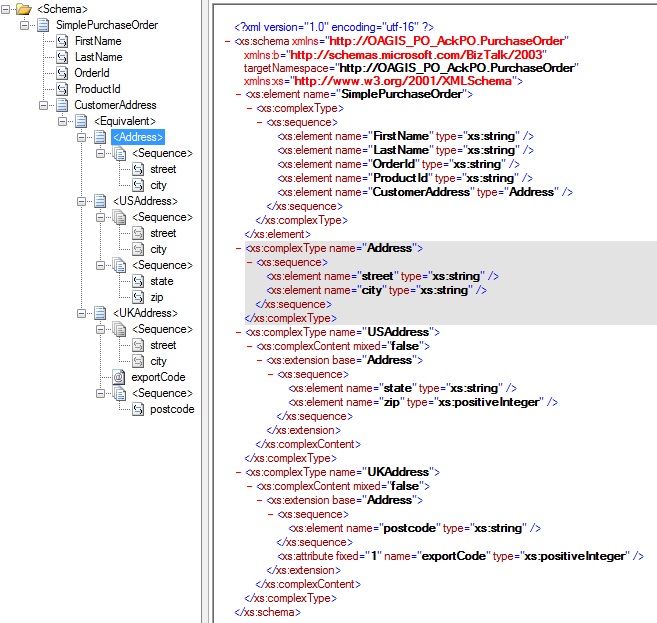 <Schema>
SimplePurchaseOrder
FirstName
LastName
OrderId
ProductId
CustomerAddress
<Equivalent>
<Address>
<Sequence>
street
city
<USAddress>
<Sequence>
street
city
<Sequence>
state
zip
<UKAddress>
<Sequence>
street
city
exportCode
<Sequence>
postcode
<?xml version="1.0" encoding="utf-16" ?>
- <xs:schema xmlns="http://OAGIS_PO_AckPO.PurchaseOrder"
xmlns:b="http://schemas.microsoft.com/BizTalk/2003"
targetNamespace="http://OAGIS_PO_AckPO.PurchaseOrder"
xmlns:xs="http://www.w3.org/2001/XMLSchema">
- <xs:element name="SimplePurchaseOrder">
- <xs:complexType>
- <xs:sequence>
<xs:element name="FirstName" type="xs:string" />
<xs:element name="LastName" type="xs:string" />
<xs:element name="OrderId" type="xs:string" />
<xs:element name="ProductId" type="xs:string" />
<xs:element name="CustomerAddress" type="Address" />
</xs:sequence>
</xs:complexType>
</xs:element>
- <xs:complexType name="Address">
- <xs:sequence>
<xs:element name="street" type="xs:string" />
<xs:element name="city" type="xs:string" />
</xs:sequence>
</xs:complexType>
- <xs:complexType name="USAddress">
- <xs:complexContent mixed="false">
- <xs:extension base="Address">
- <xs:sequence>
<xs:element name="state" type="xs:string" />
<xs:element name="zip" type="xs:positiveInteger" />
</xs:sequence>
</xs:extension>
</xs:complexContent>
</xs:complexType>
- <xs:complexType name="UKAddress">
- <xs:complexContent mixed="false">
- <xs:extension base="Address">
- <xs:sequence>
<xs:element name="postcode" type="xs:string" />
</xs:sequence>
<xs:attribute fixed="1" name="exportCode" type="xs:positiveInteger" />
</xs:extension>
</xs:complexContent>
</xs:complexType>
</xs:schema>